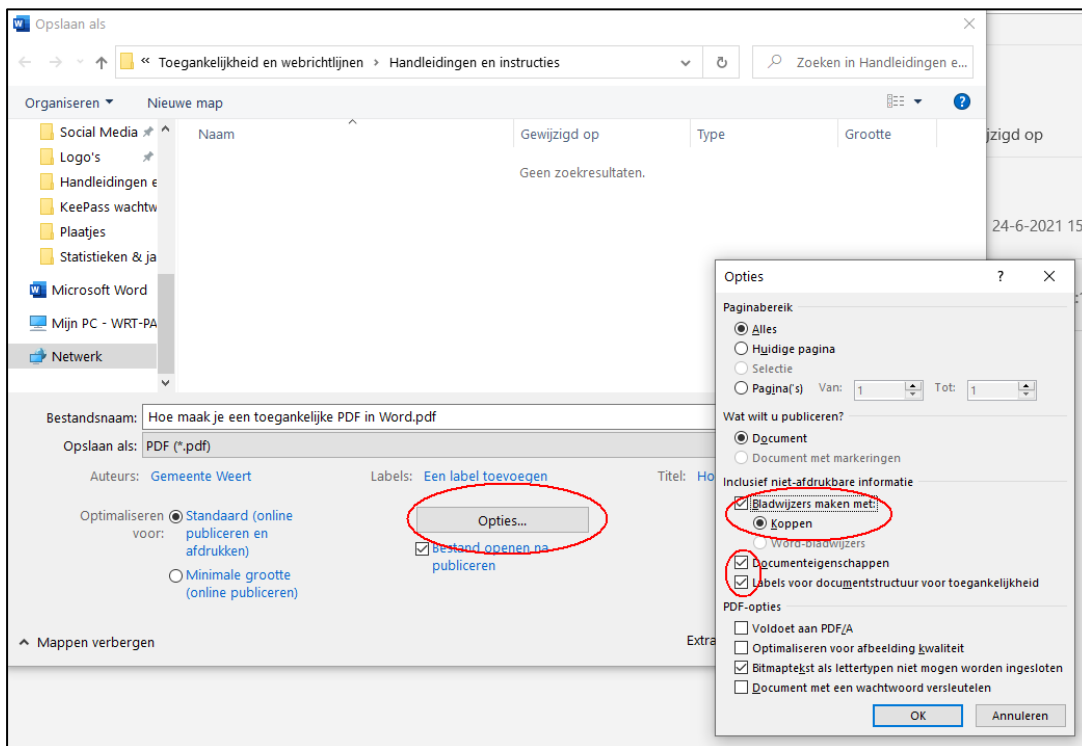 Opslaan als
« Toegankelijkheid en webrichtlijnen › Handleidingen en instructies
Zoeken in Handleidingen e...
Organiseren
Nieuwe map
?
Social Media
Naam
Gewijzigd op
Type
Grootte
jzigd op
Logo's
Geen zoekresultaten.
Handleidingen e
KeePass wachtw
Plaatjes
24-6-2021 15
Statistieken & ja
Microsoft Word
Mijn PC - WRT-PA
Netwerk
Bestandsnaam: Hoe maak je een toegankelijke PDF in Word.pdf
Opslaan als: PDF (*.pdf)
Auteurs: Gemeente Weert
Labels: Een label toevoegen
Titel: Ho
Optimaliseren voor:
Standaard (online
publiceren en
afdrukken)
Minimale grootte
(online publiceren)
Opties...
Bestand openen na
publiceren
Mappen verbergen
Extra
Opties
?
Paginabereik
Alles
Huidige pagina
Selectie
Pagina('s) Van: 1 Tot: 1
Wat wilt u publiceren?
Document
Document met markeringen
Inclusief niet-afdrukbare informatie
Bladwijzers maken met:
Koppen
Word-bladwijzers
Documenteigenschappen
Labels voor documentstructuur voor toegankelijkheid
PDF-opties
Voldoet aan PDF/A
Optimaliseren voor afbeelding kwaliteit
Bitmaptekst als lettertypen niet mogen worden ingesloten
Document met een wachtwoord versleutelen
OK
Annuleren